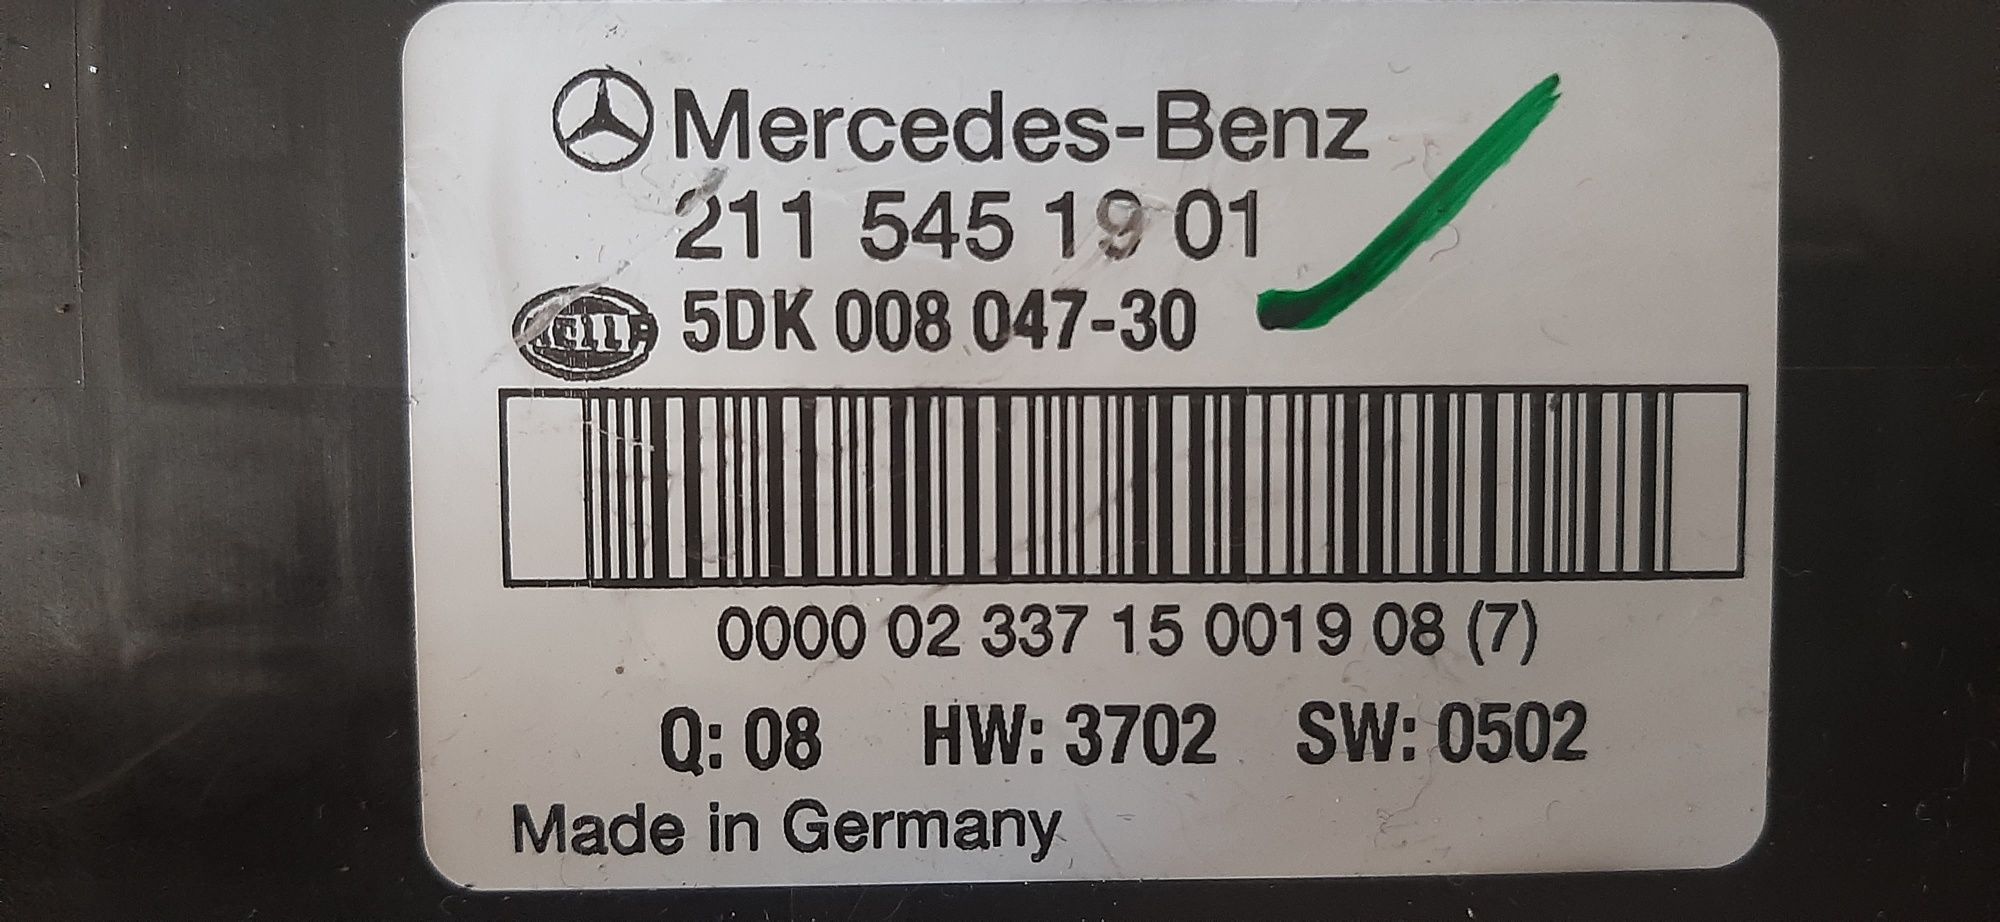 Mercedes-Benz
211 545 19 01
HELLA 5DK 008 047-30
0000 02 337 15 0019 08 (7)
Q: 08 HW: 3702 SW: 0502
Made in Germany